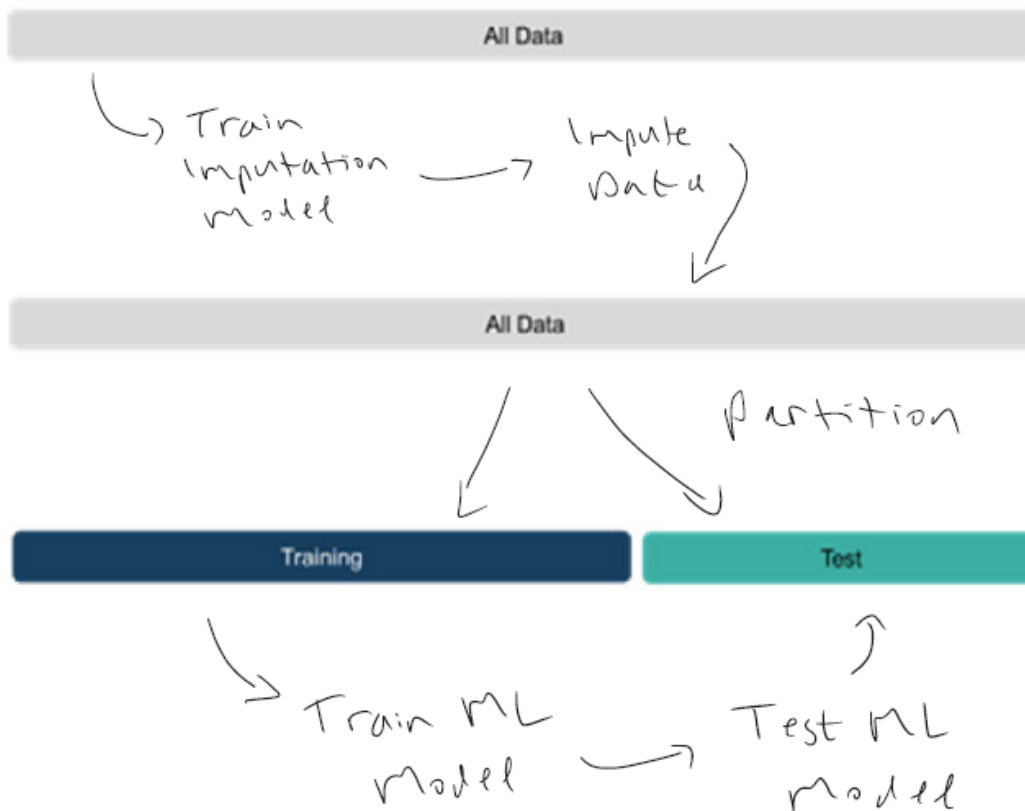 All Data
Train
Imputation
Model
Impute
Data
All Data
Partition
Training
Test
Train ML
Model
Test ML
Model